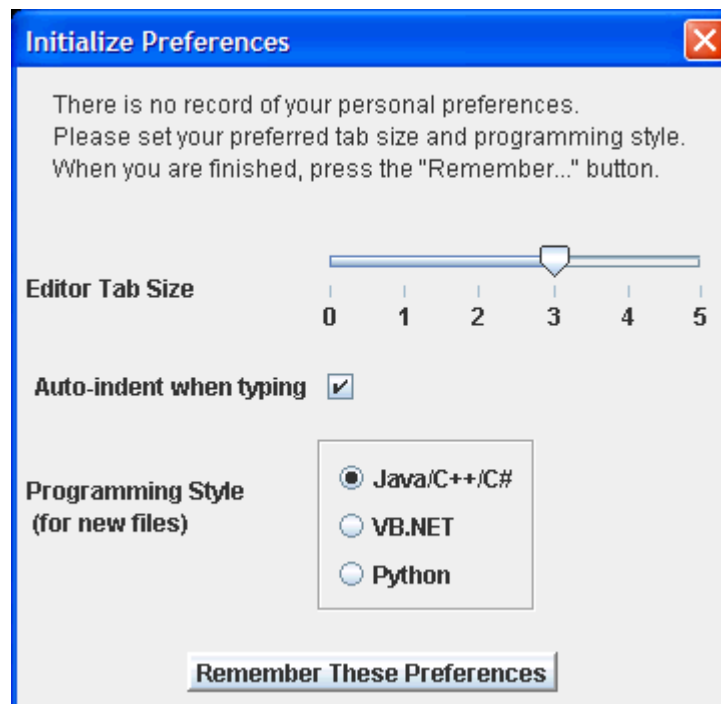 Initialize Preferences
There is no record of your personal preferences.
Please set your preferred tab size and programming style.
When you are finished, press the "Remember..." button.
Editor Tab Size
0 1 2 3 4 5
Auto-indent when typing
Programming Style
(for new files)
Java/C++/C#
VB.NET
Python
Remember These Preferences